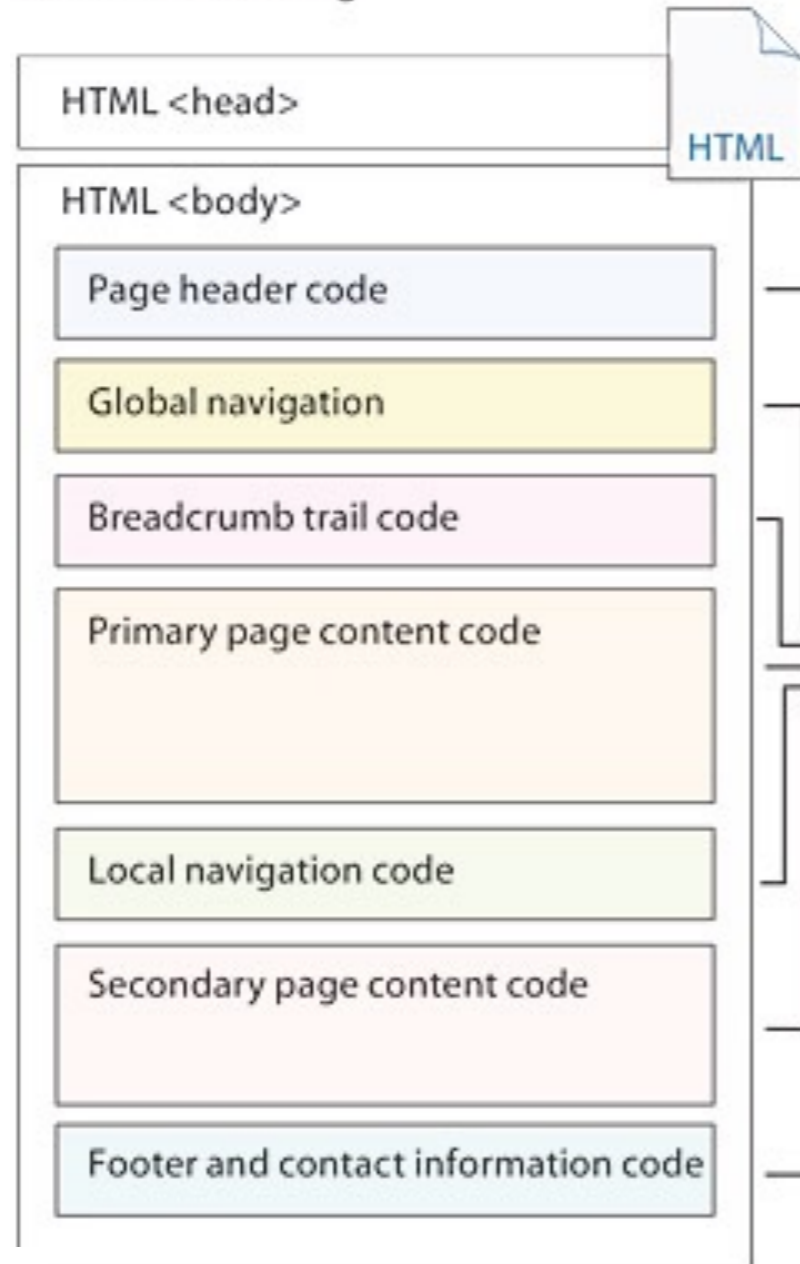 HTML <head>
HTML
HTML <body>
Page header code
Global navigation
Breadcrumb trail code
Primary page content code
Local navigation code
Secondary page content code
Footer and contact information code